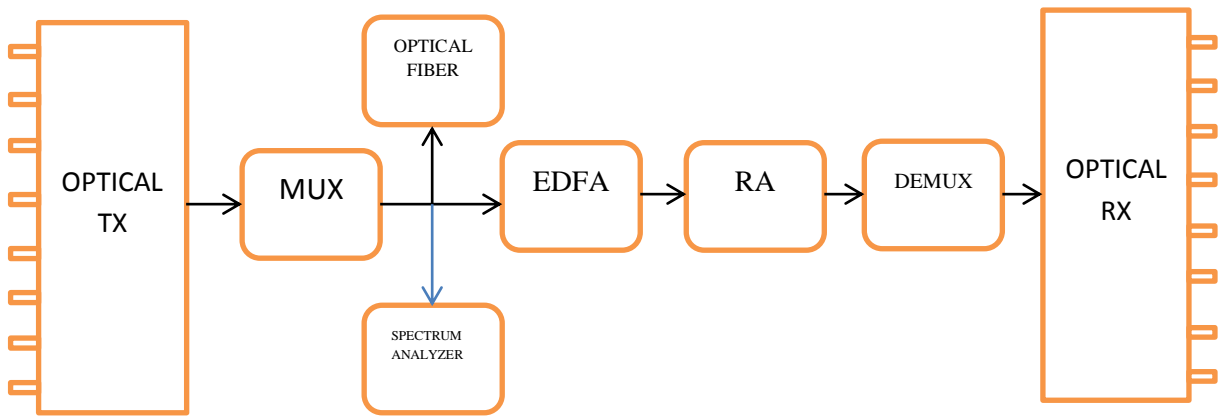 OPTICAL
TX
MUX
OPTICAL
FIBER
SPECTRUM
ANALYZER
EDFA
RA
DEMUX
OPTICAL
RX